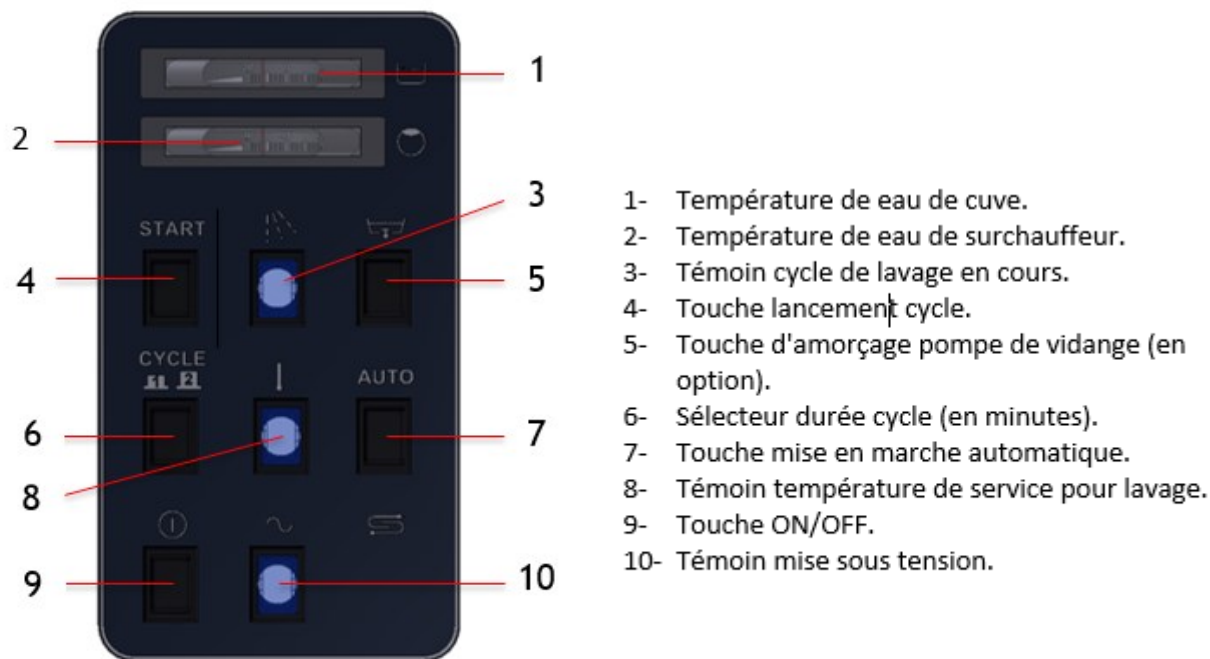 1
2
3
START
4
5
CYCLE
1 2
AUTO
6
7
8
9
10
1- Température de eau de cuve.
2- Température de eau de surchauffeur.
3- Témoin cycle de lavage en cours.
4- Touche lancement cycle.
5- Touche d'amorçage pompe de vidange (en
option).
6- Sélecteur durée cycle (en minutes).
7- Touche mise en marche automatique.
8- Témoin température de service pour lavage.
9- Touche ON/OFF.
10- Témoin mise sous tension.